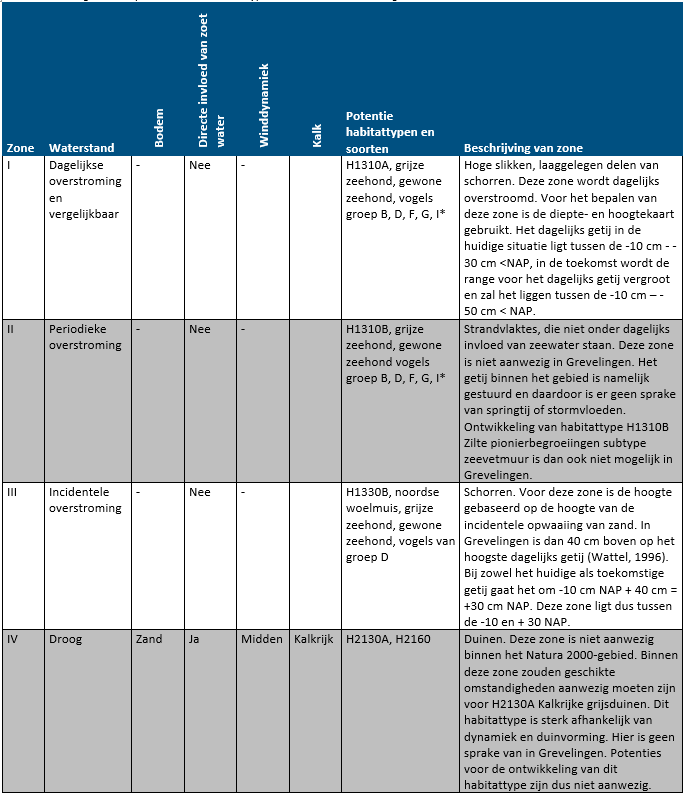 Zone
Waterstand
Bodem
Directe invloed van zoet
water
Winddynamiek
Kalk
Potentie
habitattypen en
soorten
Beschrijving van zone
I
Dagelijkse
overstroming
en
vergelijkbaar
-
Nee
-
H1310A, grijze
zeehond, gewone
zeehond, vogels
groep B, D, F, G, I*
Hoge slikken, laaggelegen delen van
schorren. Deze zone wordt dagelijks
overstroomd. Voor het bepalen van
deze zone is de diepte- en hoogtekaart
gebruikt. Het dagelijks getij in de
huidige situatie ligt tussen de -10 cm - -
30 cm <NAP, in de toekomst wordt de
range voor het dagelijks getij vergroot
en zal het liggen tussen de -10 cm – -
50 cm < NAP.
II
Periodieke
overstroming
-
Nee
-
H1310B, grijze
zeehond, gewone
zeehond vogels
groep B, D, F, G, I*
Strandvlaktes, die niet onder dagelijks
invloed van zeewater staan. Deze zone
is niet aanwezig in Grevelingen. Het
getij binnen het gebied is namelijk
gestuurd en daardoor is er geen sprake
van springtij of stormvloeden.
Ontwikkeling van habitattype H1310B
Zilte pionierbegroeiingen subtype
zeevetmuur is dan ook niet mogelijk in
Grevelingen.
III
Incidentele
overstroming
-
Nee
-
H1330B, noordse
woelmuis, grijze
zeehond, gewone
zeehond, vogels van
groep D
Schorren. Voor deze zone is de hoogte
gebaseerd op de hoogte van de
incidentele opwaaiing van zand. In
Grevelingen is dan 40 cm boven op het
hoogste dagelijks getij (Wattel, 1996).
Bij zowel het huidige als toekomstige
getij gaat het om -10 cm NAP + 40 cm =
+30 cm NAP. Deze zone ligt dus tussen
de -10 en + 30 NAP.
IV
Droog
Zand
Ja
Midden
Kalkrijk
H2130A, H2160
Duinen. Deze zone is niet aanwezig
binnen het Natura 2000-gebied. Binnen
deze zone zouden geschikte
omstandigheden aanwezig moeten zijn
voor H2130A Kalkrijke grijsduinen. Dit
habitattype is sterk afhankelijk van
dynamiek en duinvorming. Hier is geen
sprake van in Grevelingen. Potenties
voor de ontwikkeling van dit
habitattype zijn dus niet aanwezig.